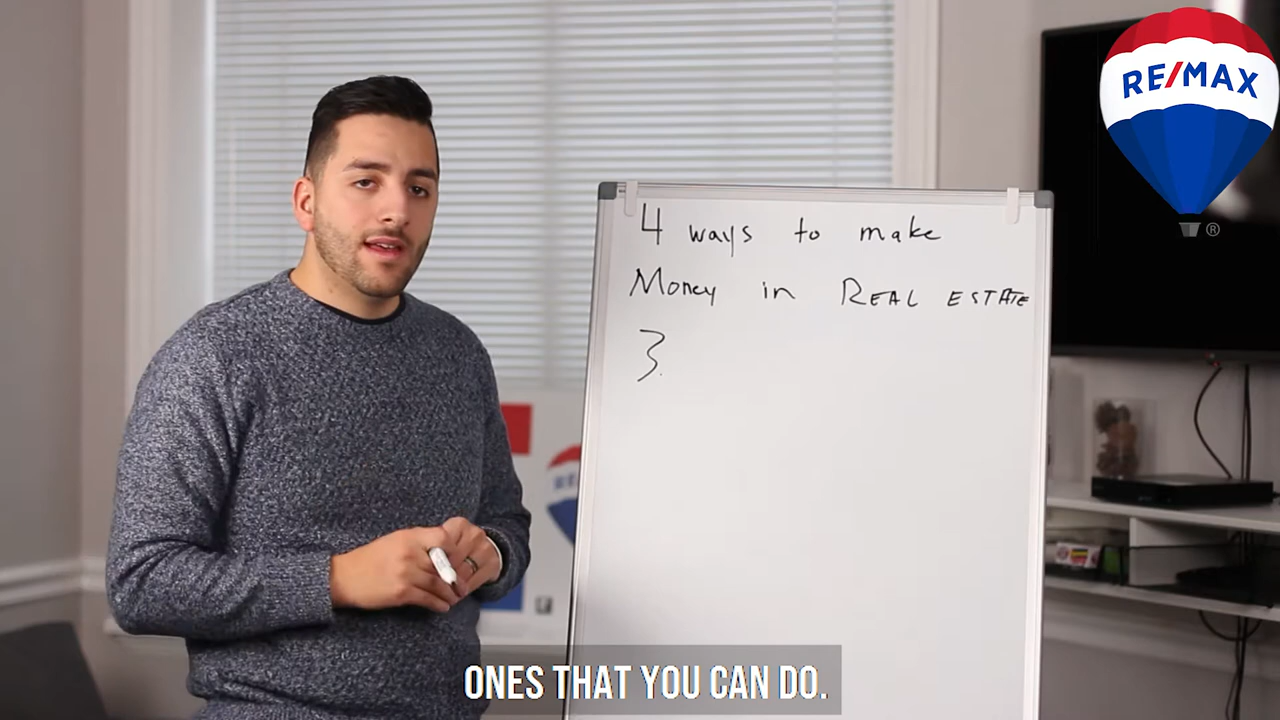 RE/MAX
®
4 ways to make
Money in REAL ESTATE
3.
ONES THAT YOU CAN DO.